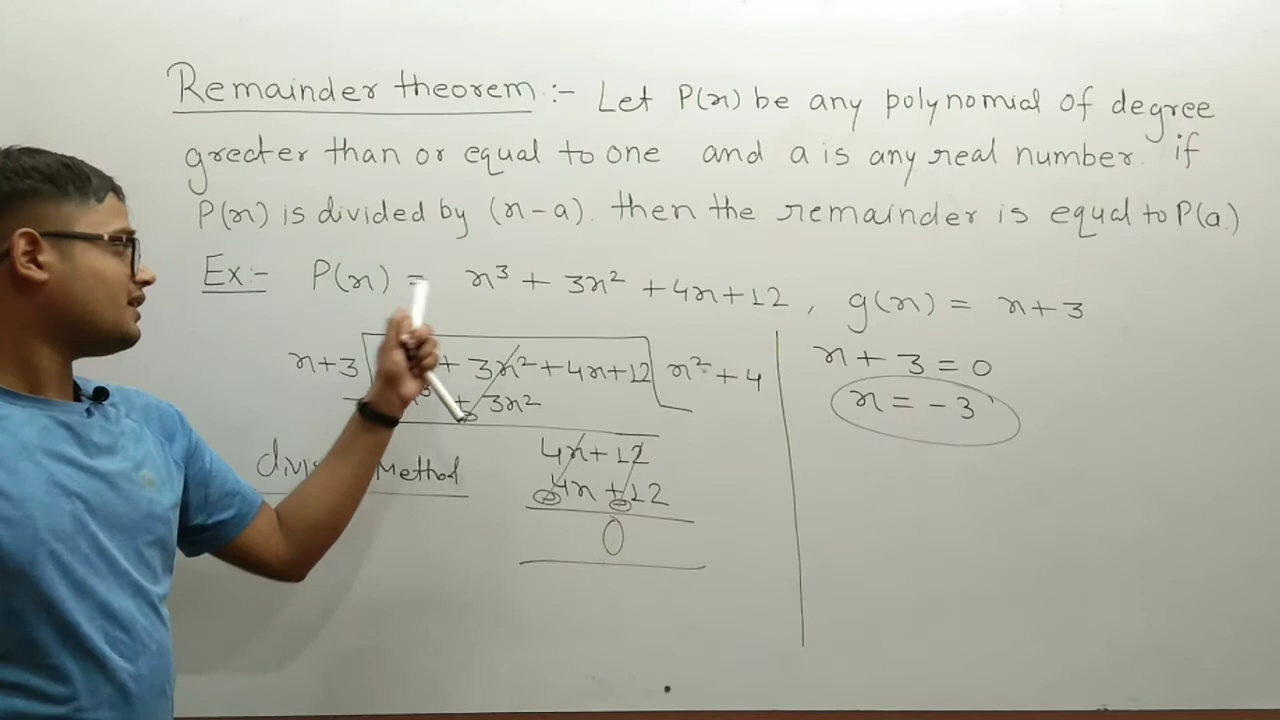 Remainder theorem :- Let P(x) be any polynomial of degree
greater than or equal to one and a is any real number. if
P(x) is divided by (x-a). then the remainder is equal to P(a)
Ex:- P(x) = x³ + 3x² + 4x + 12 , g(x) = x + 3
x+3 + 3x² + 4x + 12 x² + 4
+ 3x²
4x + 12
4x + 12
0
Method
x + 3 = 0
x = -3